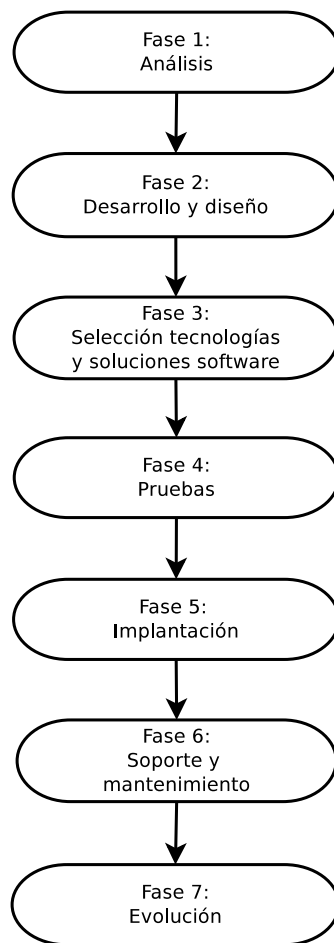 Fase 1:
Análisis
Fase 2:
Desarrollo y diseño
Fase 3:
Selección tecnologías
y soluciones software
Fase 4:
Pruebas
Fase 5:
Implantación
Fase 6:
Soporte y
mantenimiento
Fase 7:
Evolución